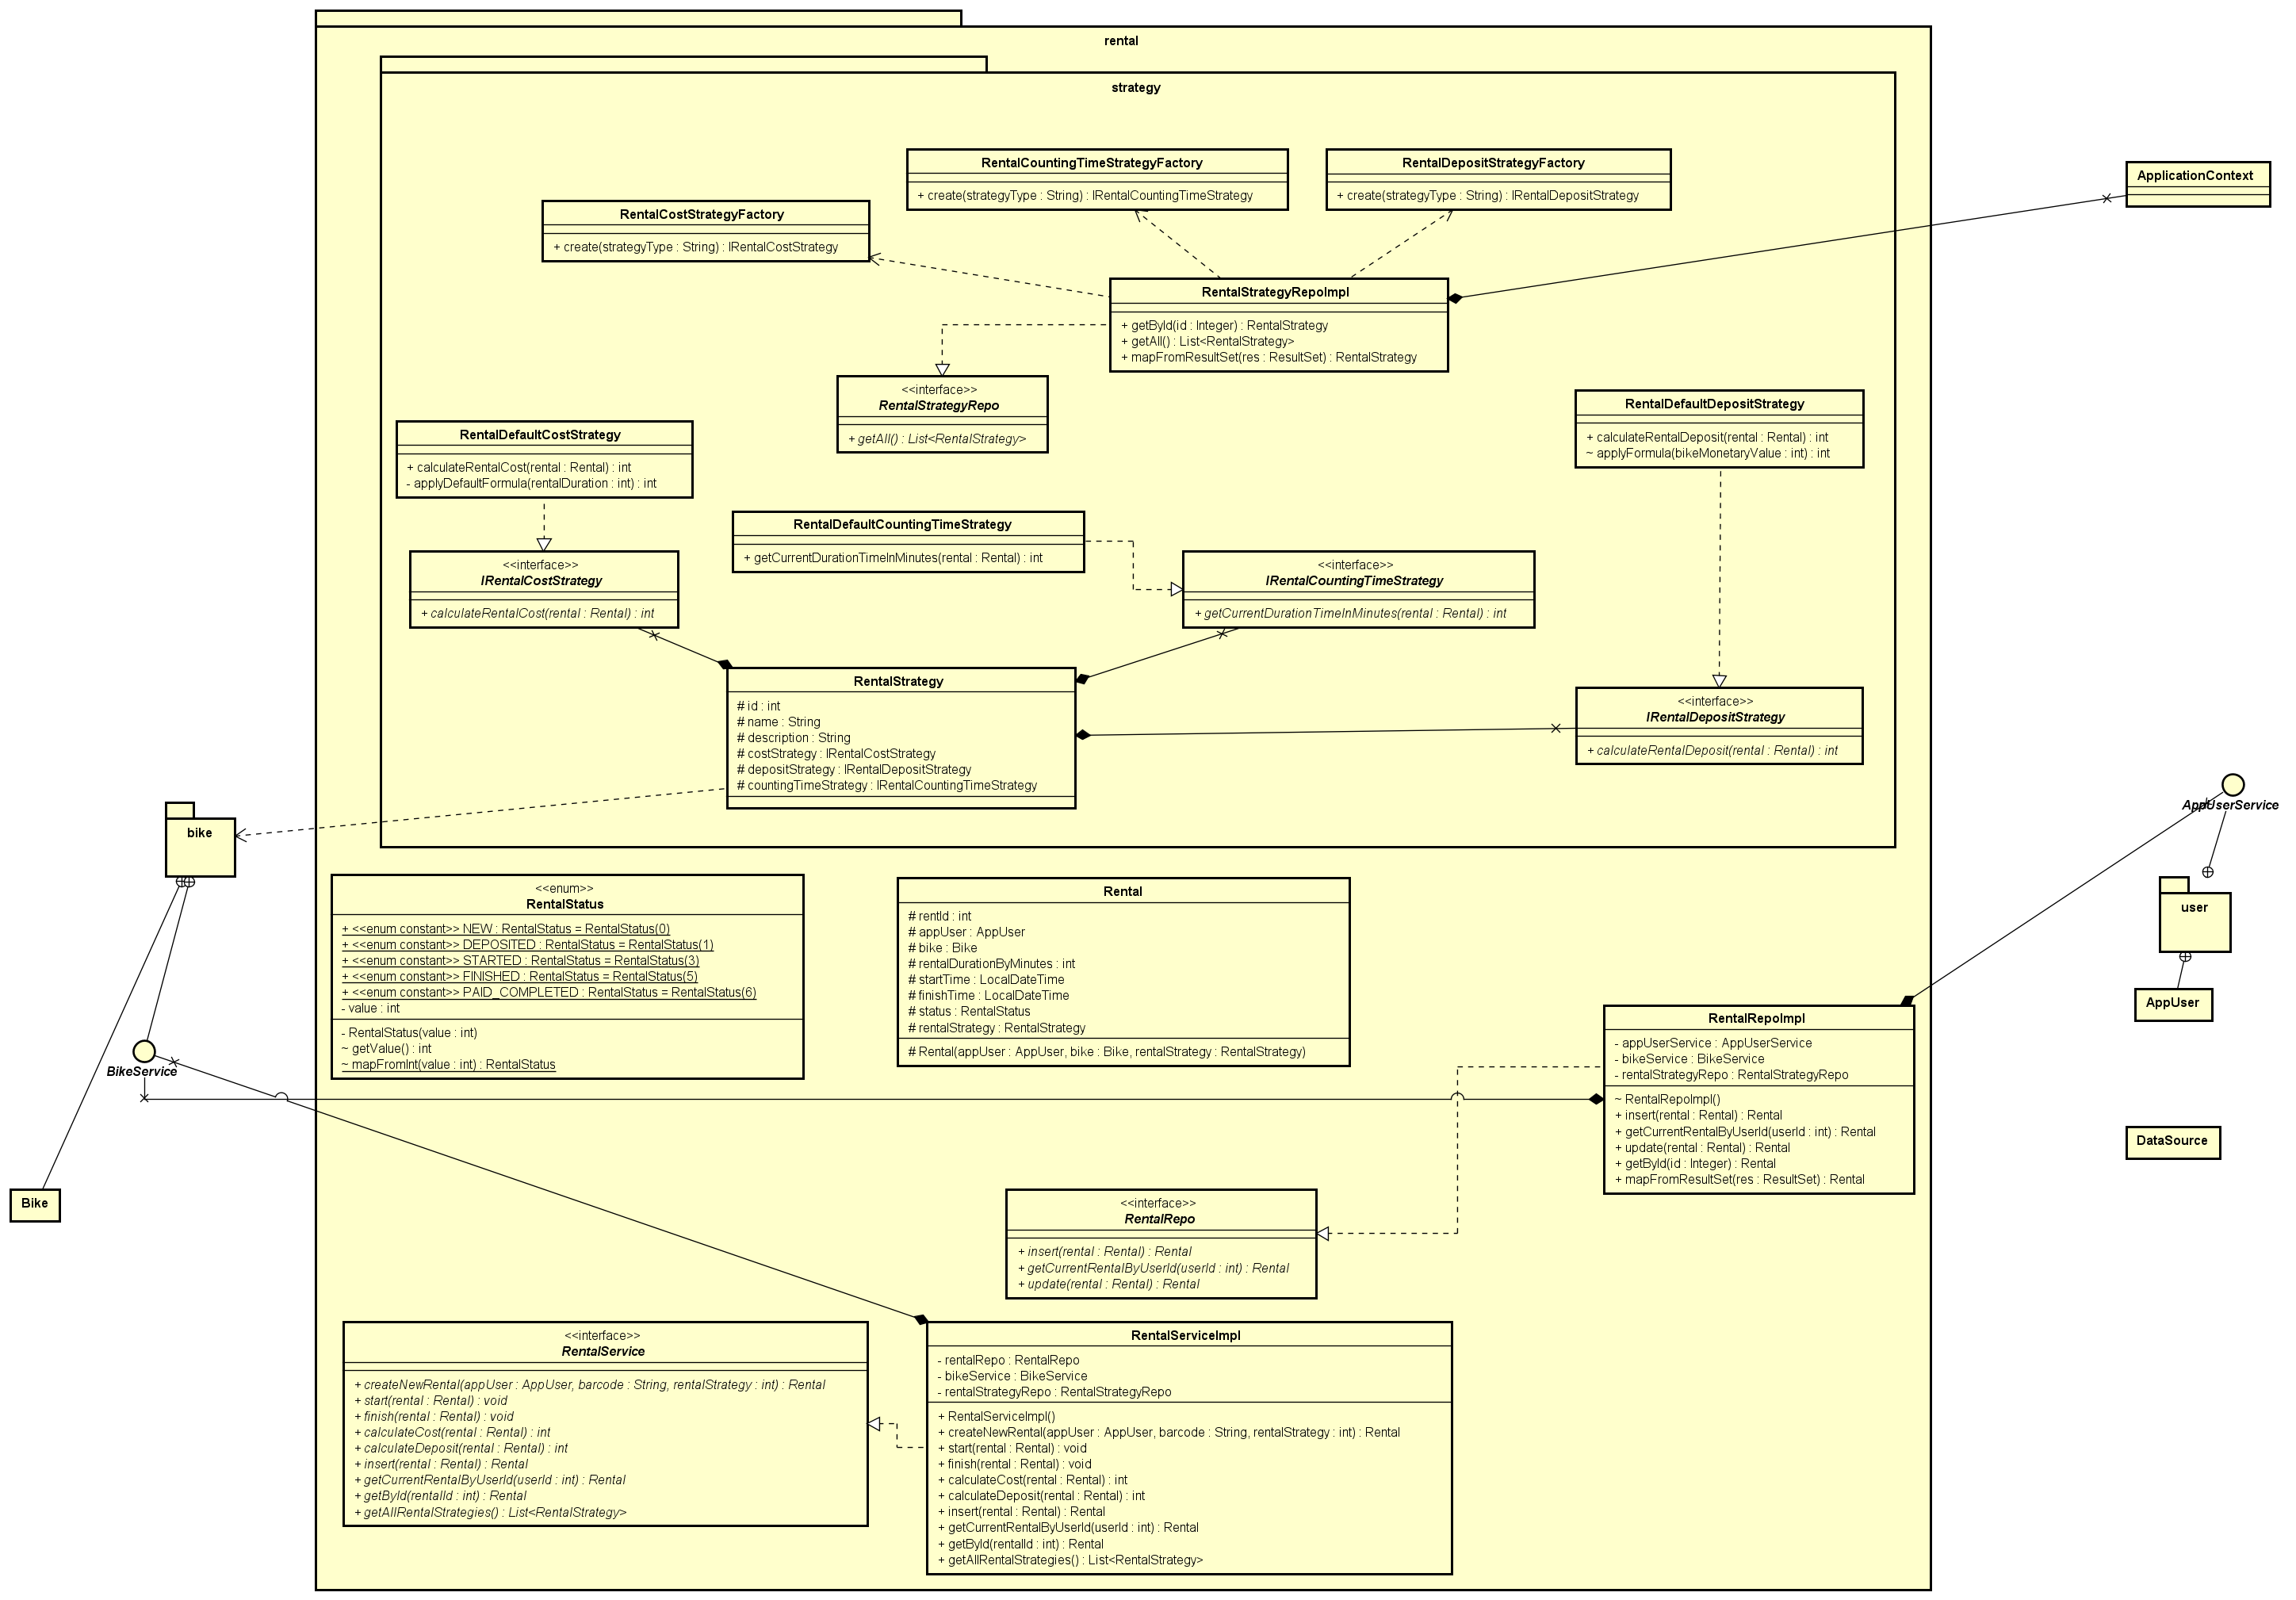 rental
strategy
RentalCountingTimeStrategyFactory
+ create(strategyType : String) : IRentalCountingTimeStrategy
RentalDepositStrategyFactory
+ create(strategyType : String) : IRentalDepositStrategy
ApplicationContext
RentalCostStrategyFactory
+ create(strategyType : String) : IRentalCostStrategy
RentalStrategyRepoImpl
+ getById(id : Integer) : RentalStrategy
+ getAll() : List<RentalStrategy>
+ mapFromResultSet(res : ResultSet) : RentalStrategy
<<interface>>
RentalStrategyRepo
+ getAll() : List<RentalStrategy>
RentalDefaultDepositStrategy
+ calculateRentalDeposit(rental : Rental) : int
~ applyFormula(bikeMonetaryValue : int) : int
RentalDefaultCostStrategy
+ calculateRentalCost(rental : Rental) : int
- applyDefaultFormula(rentalDuration : int) : int
RentalDefaultCountingTimeStrategy
+ getCurrentDurationTimeInMinutes(rental : Rental) : int
<<interface>>
IRentalCostStrategy
+ calculateRentalCost(rental : Rental) : int
<<interface>>
IRentalCountingTimeStrategy
+ getCurrentDurationTimeInMinutes(rental : Rental) : int
RentalStrategy
# id : int
# name : String
# description : String
# costStrategy : IRentalCostStrategy
# depositStrategy : IRentalDepositStrategy
# countingTimeStrategy : IRentalCountingTimeStrategy
<<interface>>
IRentalDepositStrategy
+ calculateRentalDeposit(rental : Rental) : int
bike
AppUserService
<<enum>>
RentalStatus
+ <<enum constant>> NEW : RentalStatus = RentalStatus(0)
+ <<enum constant>> DEPOSITED : RentalStatus = RentalStatus(1)
+ <<enum constant>> STARTED : RentalStatus = RentalStatus(3)
+ <<enum constant>> FINISHED : RentalStatus = RentalStatus(5)
+ <<enum constant>> PAID_COMPLETED : RentalStatus = RentalStatus(6)
- value : int
- RentalStatus(value : int)
~ getValue() : int
~ mapFromInt(value : int) : RentalStatus
Rental
# rentId : int
# appUser : AppUser
# bike : Bike
# rentalDurationByMinutes : int
# startTime : LocalDateTime
# finishTime : LocalDateTime
# status : RentalStatus
# rentalStrategy : RentalStrategy
# Rental(appUser : AppUser, bike : Bike, rentalStrategy : RentalStrategy)
user
AppUser
RentalRepoImpl
- appUserService : AppUserService
- bikeService : BikeService
- rentalStrategyRepo : RentalStrategyRepo
~ RentalRepoImpl()
+ insert(rental : Rental) : Rental
+ getCurrentRentalByUserId(userId : int) : Rental
+ update(rental : Rental) : Rental
+ getById(id : Integer) : Rental
+ mapFromResultSet(res : ResultSet) : Rental
BikeService
DataSource
Bike
<<interface>>
RentalRepo
+ insert(rental : Rental) : Rental
+ getCurrentRentalByUserId(userId : int) : Rental
+ update(rental : Rental) : Rental
<<interface>>
RentalService
+ createNewRental(appUser : AppUser, barcode : String, rentalStrategy : int) : Rental
+ start(rental : Rental) : void
+ finish(rental : Rental) : void
+ calculateCost(rental : Rental) : int
+ calculateDeposit(rental : Rental) : int
+ insert(rental : Rental) : Rental
+ getCurrentRentalByUserId(userId : int) : Rental
+ getById(rentalId : int) : Rental
+ getAllRentalStrategies() : List<RentalStrategy>
RentalServiceImpl
- rentalRepo : RentalRepo
- bikeService : BikeService
- rentalStrategyRepo : RentalStrategyRepo
+ RentalServiceImpl()
+ createNewRental(appUser : AppUser, barcode : String, rentalStrategy : int) : Rental
+ start(rental : Rental) : void
+ finish(rental : Rental) : void
+ calculateCost(rental : Rental) : int
+ calculateDeposit(rental : Rental) : int
+ insert(rental : Rental) : Rental
+ getCurrentRentalByUserId(userId : int) : Rental
+ getById(rentalId : int) : Rental
+ getAllRentalStrategies() : List<RentalStrategy>